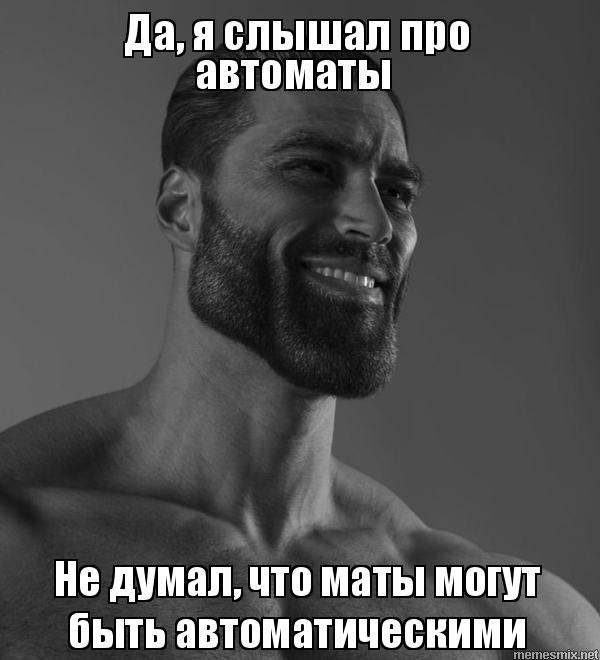 Да, я слышал про
автоматы
Не думал, что маты могут
быть автоматическими
memesmix.net